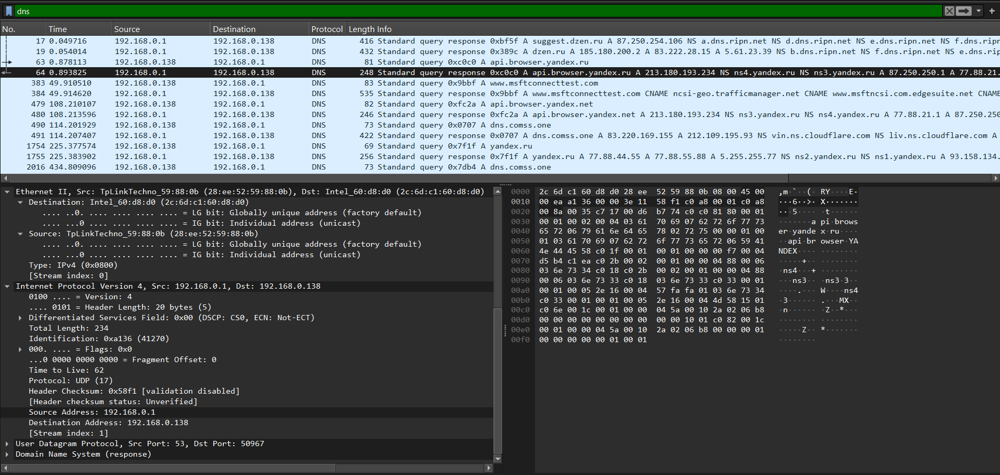 dns
No. Time Source Destination Protocol Length Info
17 0.049716 192.168.0.1 192.168.0.138 DNS 416 Standard query response 0xbf5f A suggest.dzen.ru A 87.250.254.106 NS a.dns.ripn.net NS d.dns.ripn.net NS e.dns.ripn.net NS f.dns.ripn
19 0.054014 192.168.0.1 192.168.0.138 DNS 432 Standard query response 0x389c A dzen.ru A 185.180.200.2 A 83.222.28.15 A 5.61.23.39 NS b.dns.ripn.net NS f.dns.ripn.net NS e.dns.rip
63 0.878113 192.168.0.138 192.168.0.1 DNS 81 Standard query 0xc0c0 A api.browser.yandex.ru
64 0.893825 192.168.0.1 192.168.0.138 DNS 248 Standard query response 0xc0c0 A api.browser.yandex.ru A 213.180.193.234 NS ns4.yandex.ru NS ns3.yandex.ru A 87.250.250.1 A 77.88.21.
383 49.910510 192.168.0.138 192.168.0.1 DNS 83 Standard query 0x9bbf A www.msftconnecttest.com
384 49.914620 192.168.0.1 192.168.0.138 DNS 535 Standard query response 0x9bbf A www.msftconnecttest.com CNAME ncsi-geo.trafficmanager.net CNAME www.msftncsi.com.edgesuite.net CNAM
479 108.210107 192.168.0.138 192.168.0.1 DNS 82 Standard query 0xfc2a A api.browser.yandex.net
480 108.213596 192.168.0.1 192.168.0.138 DNS 246 Standard query response 0xfc2a A api.browser.yandex.net A 213.180.193.234 NS ns3.yandex.ru NS ns4.yandex.ru A 77.88.21.1 A 87.250.250
490 114.201929 192.168.0.138 192.168.0.1 DNS 73 Standard query 0x0707 A dns.comss.one
491 114.207407 192.168.0.1 192.168.0.138 DNS 422 Standard query response 0x0707 A dns.comss.one A 83.220.169.155 A 212.109.195.93 NS vin.ns.cloudflare.com NS liv.ns.cloudflare.com A
1754 225.377574 192.168.0.138 192.168.0.1 DNS 69 Standard query 0x7f1f A yandex.ru
1755 225.383902 192.168.0.1 192.168.0.138 DNS 256 Standard query response 0x7f1f A yandex.ru A 77.88.44.55 A 77.88.55.88 A 5.255.255.77 NS ns2.yandex.ru NS ns1.yandex.ru A 93.158.134.
2016 434.809096 192.168.0.138 192.168.0.1 DNS 73 Standard query 0x7db4 A dns.comss.one
Ethernet II, Src: TpLinkTechno_59:88:0b (28:ee:52:59:88:0b), Dst: Intel_60:d8:d0 (2c:6d:c1:60:d8:d0)
Destination: Intel_60:d8:d0 (2c:6d:c1:60:d8:d0)
.... ..0. .... .... .... .... = LG bit: Globally unique address (factory default)
.... ...0 .... .... .... .... = IG bit: Individual address (unicast)
Source: TpLinkTechno_59:88:0b (28:ee:52:59:88:0b)
.... ..0. .... .... .... .... = LG bit: Globally unique address (factory default)
.... ...0 .... .... .... .... = IG bit: Individual address (unicast)
Type: IPv4 (0x0800)
[Stream index: 0]
Internet Protocol Version 4, Src: 192.168.0.1, Dst: 192.168.0.138
0100 .... = Version: 4
.... 0101 = Header Length: 20 bytes (5)
Differentiated Services Field: 0x00 (DSCP: CS0, ECN: Not-ECT)
Total Length: 234
Identification: 0xa136 (41270)
000. .... = Flags: 0x0
...0 0000 0000 0000 = Fragment Offset: 0
Time to Live: 62
Protocol: UDP (17)
Header Checksum: 0x58f1 [validation disabled]
[Header checksum status: Unverified]
Source Address: 192.168.0.1
Destination Address: 192.168.0.138
[Stream index: 1]
User Datagram Protocol, Src Port: 53, Dst Port: 50967
Domain Name System (response)
0000 2c 6d c1 60 d8 d0 28 ee 52 59 88 0b 08 00 45 00 ,m·`··(· RY····E·
0010 00 ea a1 36 00 00 3e 11 58 f1 c0 a8 00 01 c0 a8 ···6··>· X·······
0020 00 8a 00 35 c7 17 00 d6 b7 74 c0 c0 81 80 00 01 ···5···· ·t······
0030 00 01 00 02 00 04 03 61 70 69 07 62 72 6f 77 73 ·······a pi·brows
0040 65 72 06 79 61 6e 64 65 78 02 72 75 00 00 01 00 er·yande x·ru····
0050 01 03 61 70 69 07 62 72 6f 77 73 65 72 06 59 41 ··api·br owser·YA
0060 4e 44 45 58 c0 1f 00 01 00 01 00 00 00 f7 00 04 NDEX···· ········
0070 d5 b4 c1 ea c0 2b 00 02 00 01 00 00 04 88 00 06 ·····+·· ········
0080 03 6e 73 34 c0 18 c0 2b 00 02 00 01 00 00 04 88 ·ns4···+ ········
0090 00 06 03 6e 73 33 c0 18 03 6e 73 33 c0 33 00 01 ···ns3·· ·ns3·3··
00a0 00 01 00 05 2e 16 00 04 57 fa fa 01 03 6e 73 34 ····.··· W····ns4
00b0 c0 33 00 01 00 01 00 05 2e 16 00 04 4d 58 15 01 ·3······ .···MX··
00c0 c0 6e 00 1c 00 01 00 00 04 5a 00 10 2a 02 06 b8 ·n······ ·Z··*···
00d0 00 00 00 00 00 00 00 00 00 00 10 01 c0 82 00 1c ········ ········
00e0 00 01 00 00 04 5a 00 10 2a 02 06 b8 00 00 00 01 ·····Z·· *·······
00f0 00 00 00 00 00 01 00 01 ········